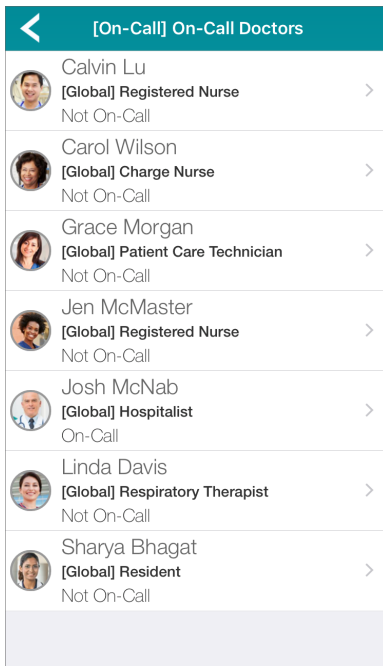 [On-Call] On-Call Doctors
Calvin Lu
[Global] Registered Nurse
Not On-Call
Carol Wilson
[Global] Charge Nurse
Not On-Call
Grace Morgan
[Global] Patient Care Technician
Not On-Call
Jen McMaster
[Global] Registered Nurse
Not On-Call
Josh McNab
[Global] Hospitalist
On-Call
Linda Davis
[Global] Respiratory Therapist
Not On-Call
Sharya Bhagat
[Global] Resident
Not On-Call